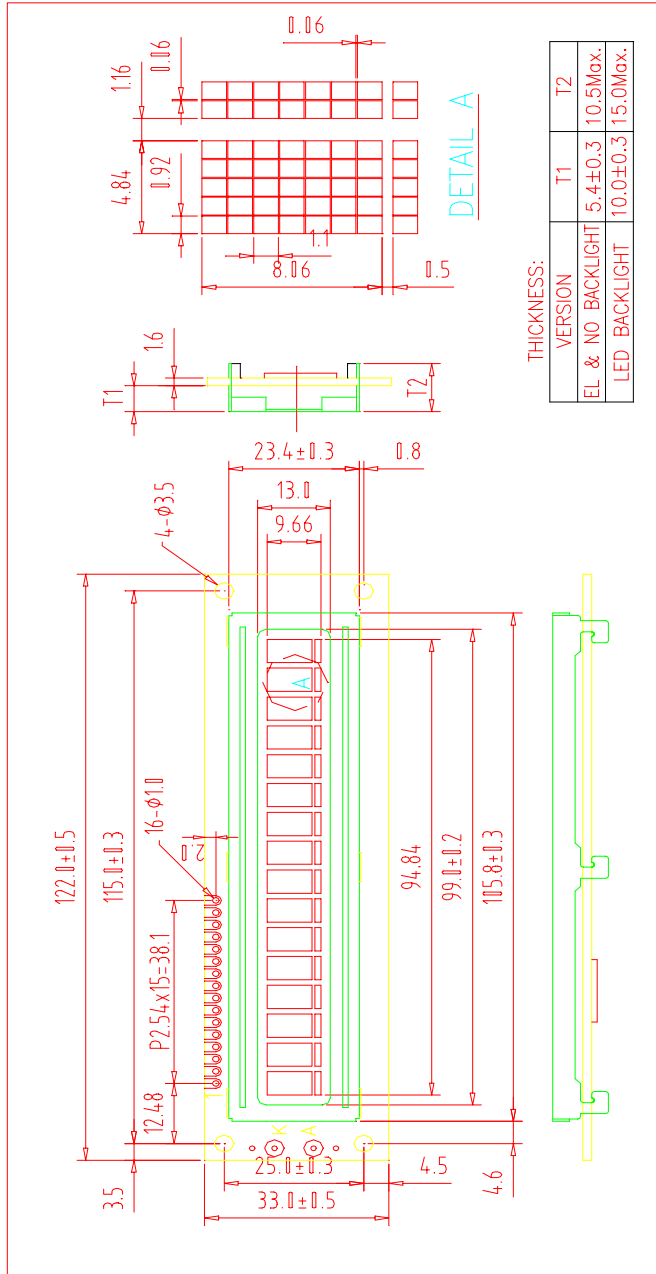 122.0±0.5
115.0±0.3
4-Φ3.5
16-Φ1.0
2.0
P2.54x15=38.1
12.48
3.5
1
K
A
A
25.0±0.3
33.0±0.5
4.5
4.6
23.4±0.3
13.0
9.66
0.8
94.84
99.0±0.2
105.8±0.3
T1
1.6
T2
4.84
1.16
0.06
0.92
0.06
1.1
8.06
0.5
DETAIL A
THICKNESS:
VERSION T1 T2
EL & NO BACKLIGHT 5.4±0.3 10.5Max.
LED BACKLIGHT 10.0±0.3 15.0Max.